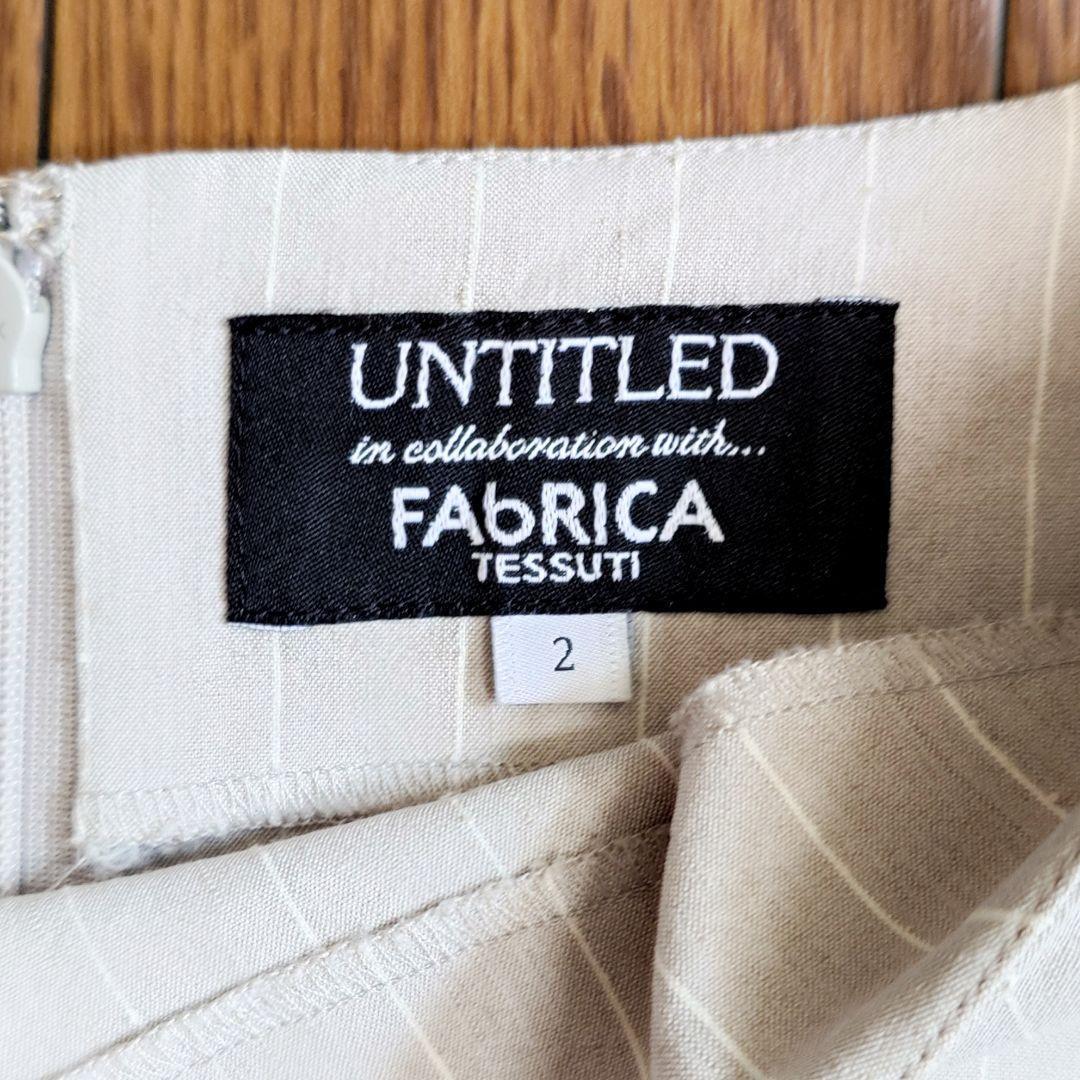 UNTITLED
in collaboration with...
FAbRICA
TESSUTI
2